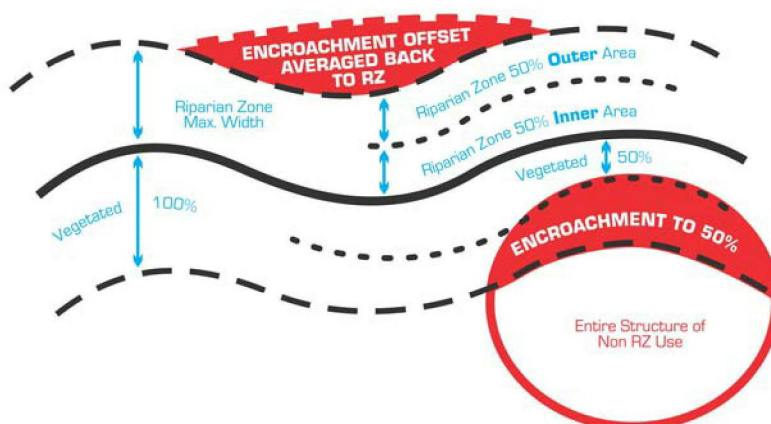 ENCROACHMENT OFFSET
AVERAGED BACK
TO RZ
Riparian Zone
Max. Width
Riparian Zone 50% Outer Area
Riparian Zone 50% Inner Area
Vegetated 100%
Vegetated 50%
ENCROACHMENT TO 50%
Entire Structure of
Non RZ Use